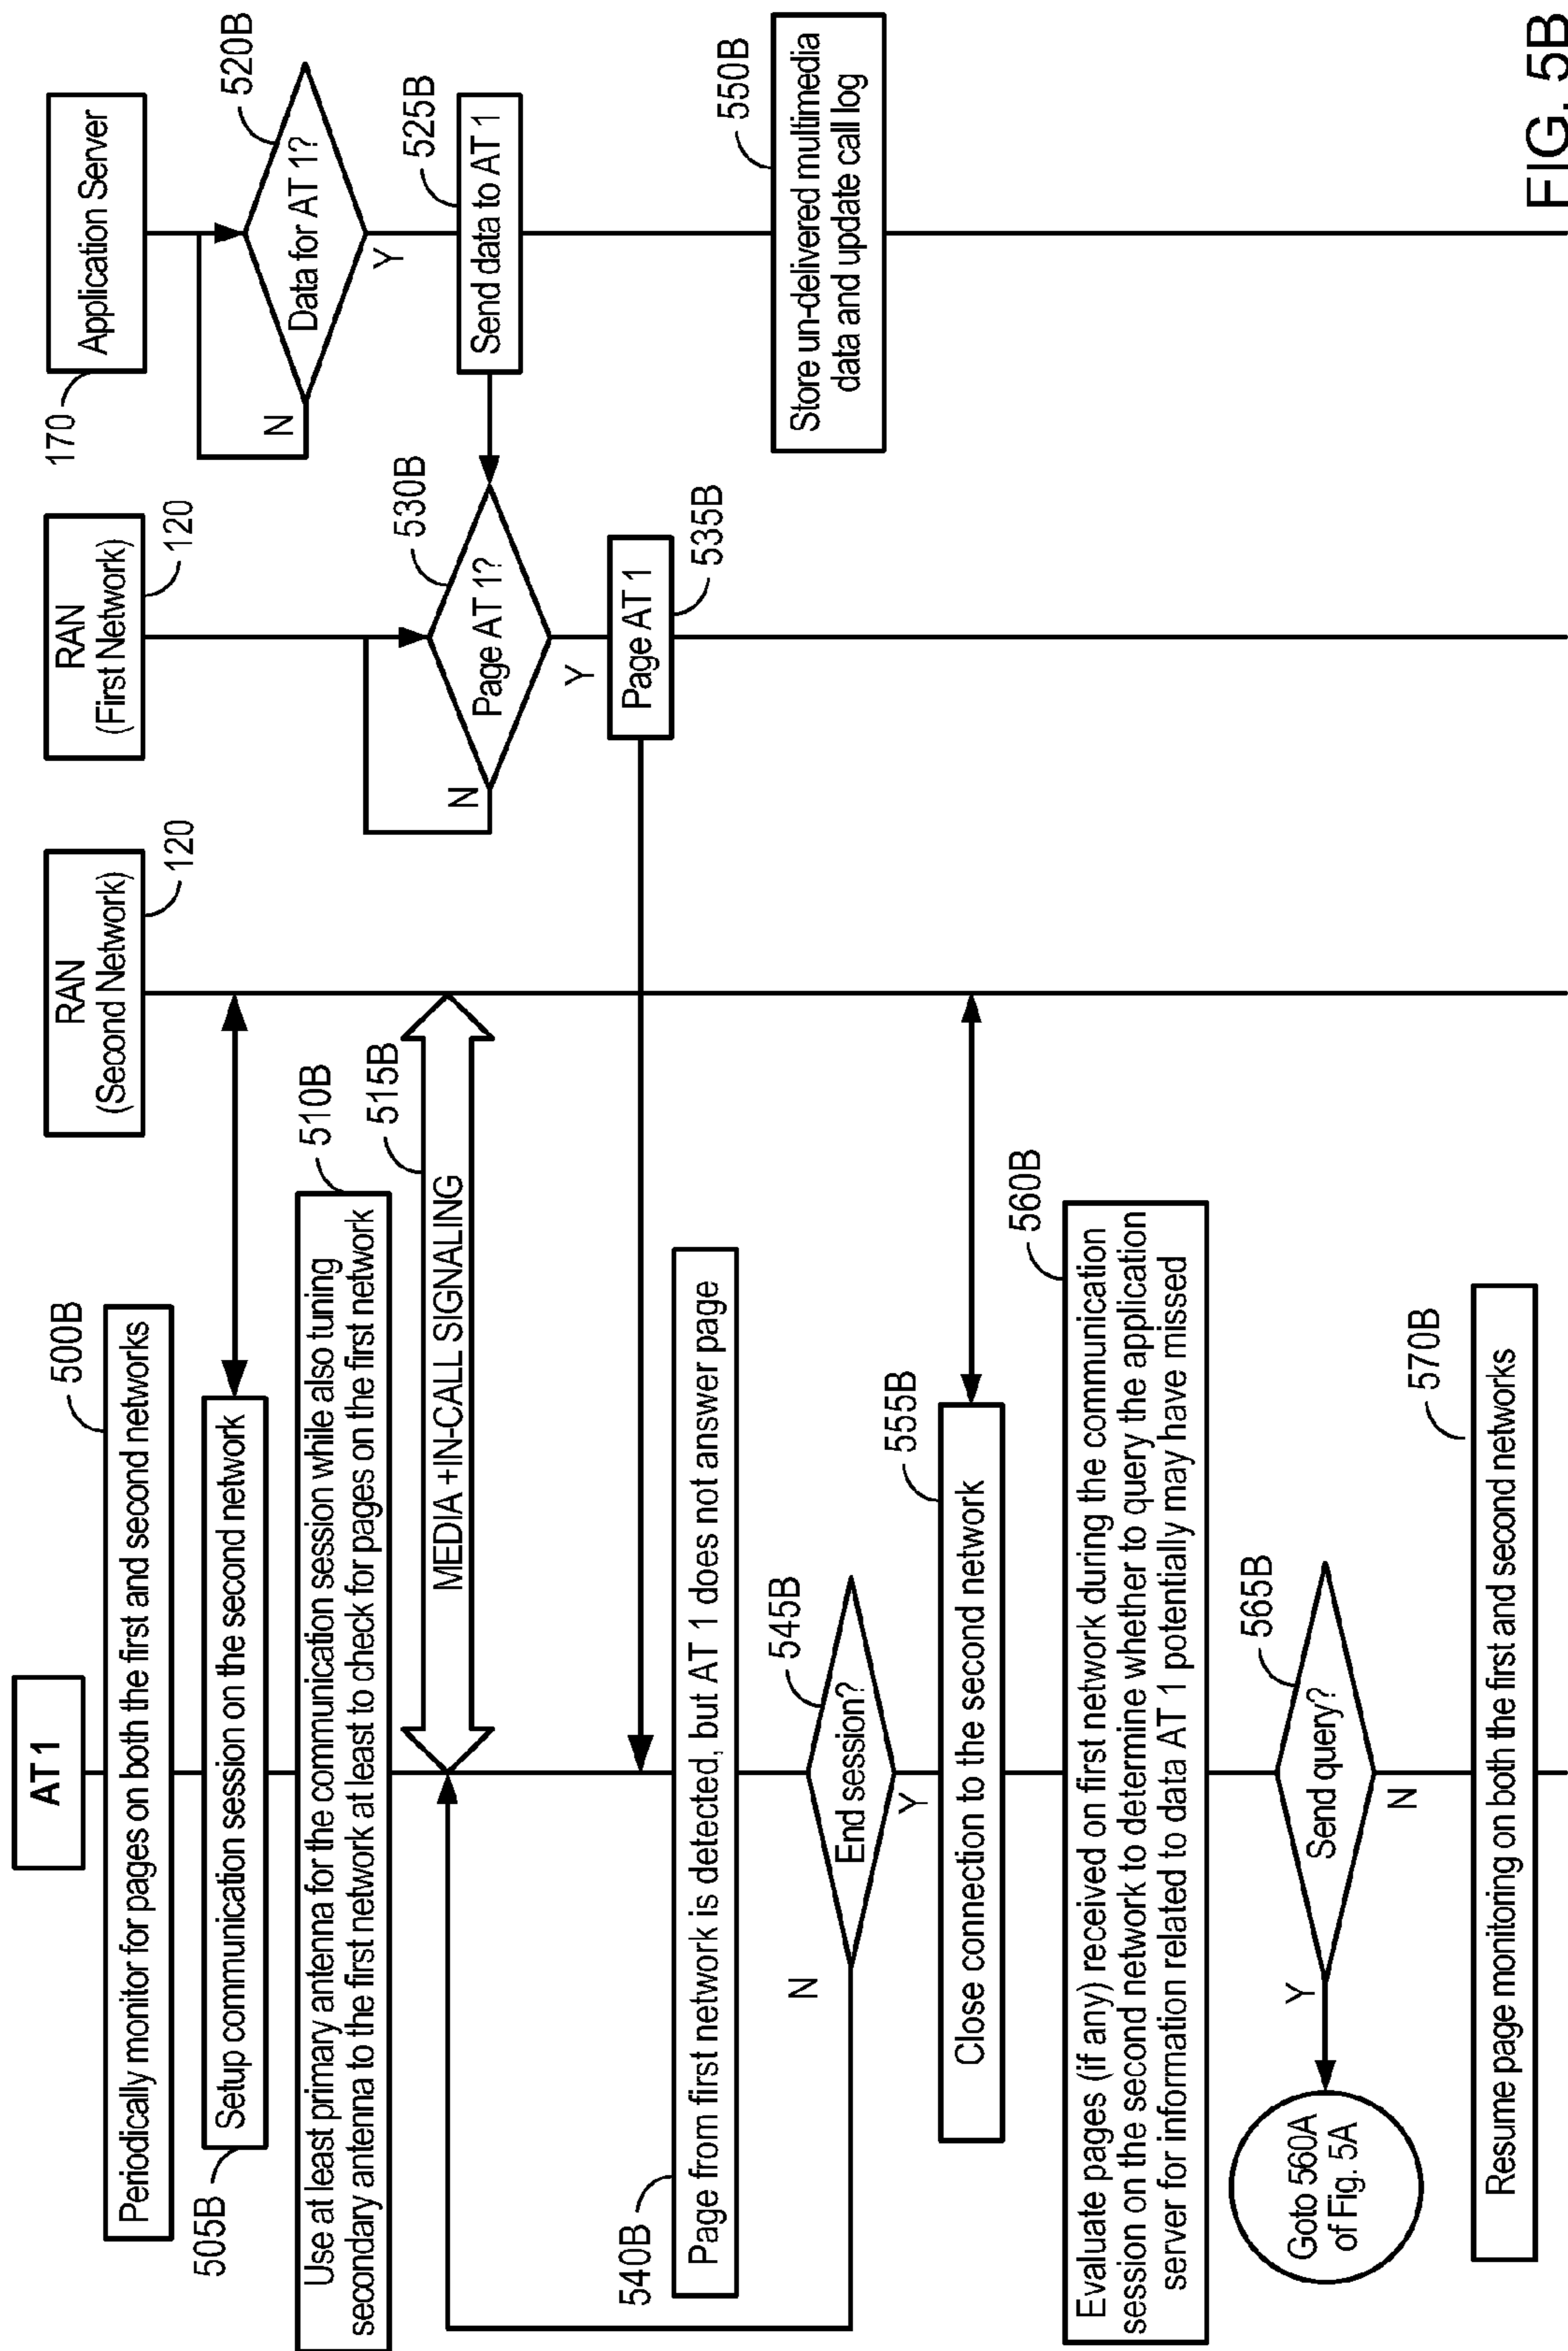 AT 1
RAN
(Second Network)
120
RAN
(First Network)
120
170
Application Server
500B
Periodically monitor for pages on both the first and second networks
505B
Setup communication session on the second network
510B
Use at least primary antenna for the communication session while also tuning
secondary antenna to the first network at least to check for pages on the first network
515B
MEDIA +IN-CALL SIGNALING
520B
Data for AT 1?
N
Y
525B
Send data to AT 1
530B
Page AT 1?
N
Y
535B
Page AT 1
540B
Page from first network is detected, but AT 1 does not answer page
545B
End session?
N
Y
550B
Store un-delivered multimedia
data and update call log
555B
Close connection to the second network
560B
Evaluate pages (if any) received on first network during the communication
session on the second network to determine whether to query the application
server for information related to data AT 1 potentially may have missed
565B
Send query?
Y
N
Goto 560A
of Fig. 5A
570B
Resume page monitoring on both the first and second networks
FIG. 5B